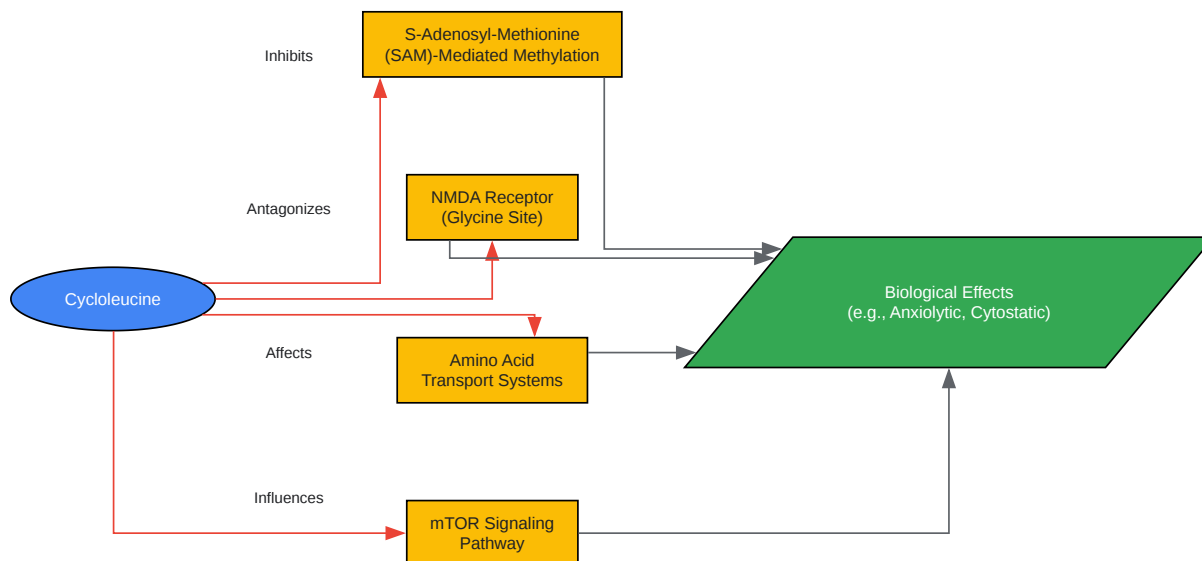 S-Adenosyl-Methionine
(SAM)-Mediated Methylation
Inhibits
NMDA Receptor
(Glycine Site)
Antagonizes
Cycloleucine
Biological Effects
(e.g., Anxiolytic, Cytostatic)
Affects
Amino Acid
Transport Systems
Influences
mTOR Signaling
Pathway